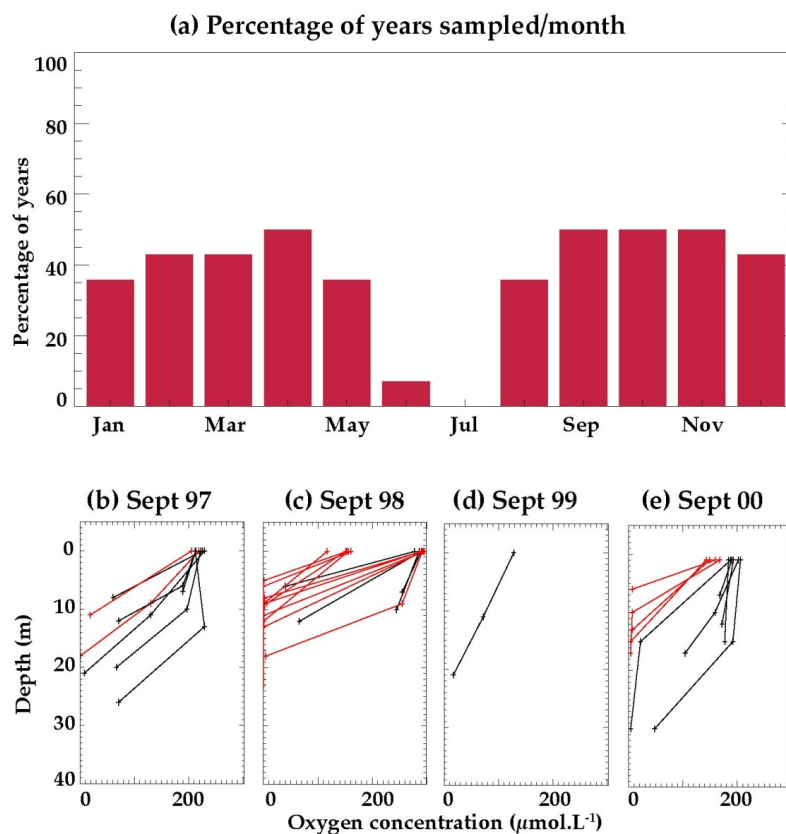 (a) Percentage of years sampled/month
100
80
60
40
20
0
Percentage of years
Jan Mar May Jul Sep Nov
(b) Sept 97 (c) Sept 98 (d) Sept 99 (e) Sept 00
0
10
20
30
40
Depth (m)
0 200 0 200 0 100 200 0 100 200
Oxygen concentration (µmol.L⁻¹)